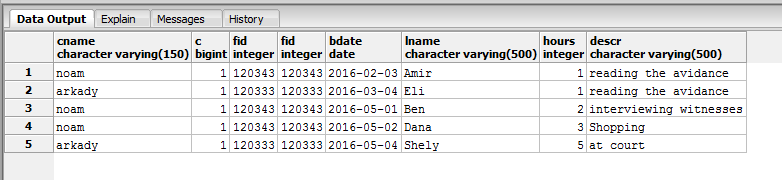 Data Output Explain Messages History
cname c fid fid bdate lname hours descr
character varying(150) bigint integer integer date character varying(500) integer character varying(500)
1 noam 1 120343 120343 2016-02-03 Amir 1 reading the avidance
2 arkady 1 120333 120333 2016-03-04 Eli 1 reading the avidance
3 noam 1 120343 120343 2016-05-01 Ben 2 interviewing witnesses
4 noam 1 120343 120343 2016-05-02 Dana 3 Shopping
5 arkady 1 120333 120333 2016-05-04 Shely 5 at court